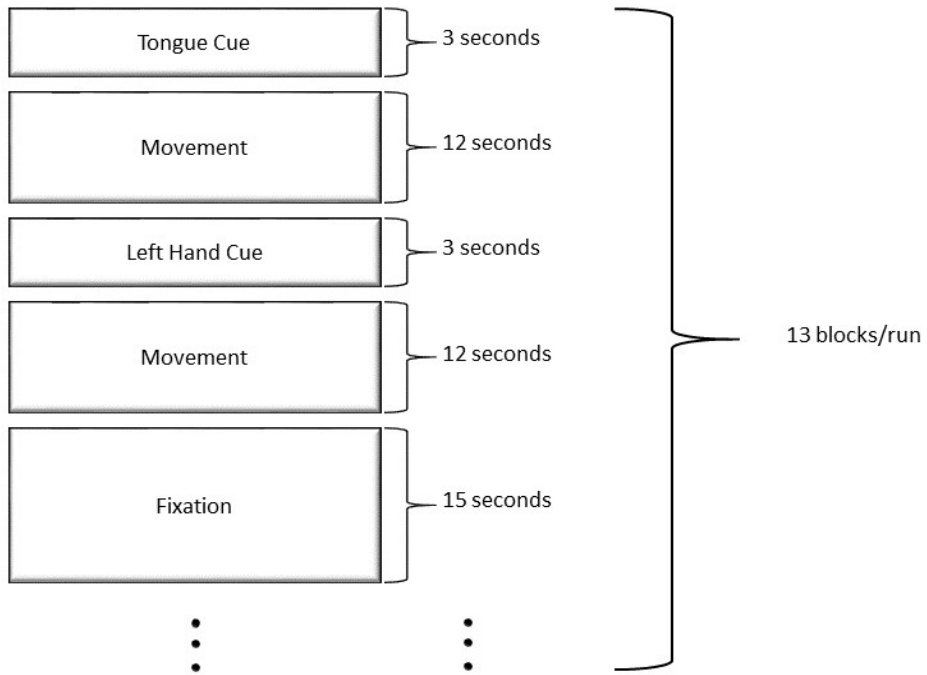 Tongue Cue
3 seconds
Movement
12 seconds
Left Hand Cue
3 seconds
Movement
12 seconds
13 blocks/run
Fixation
15 seconds